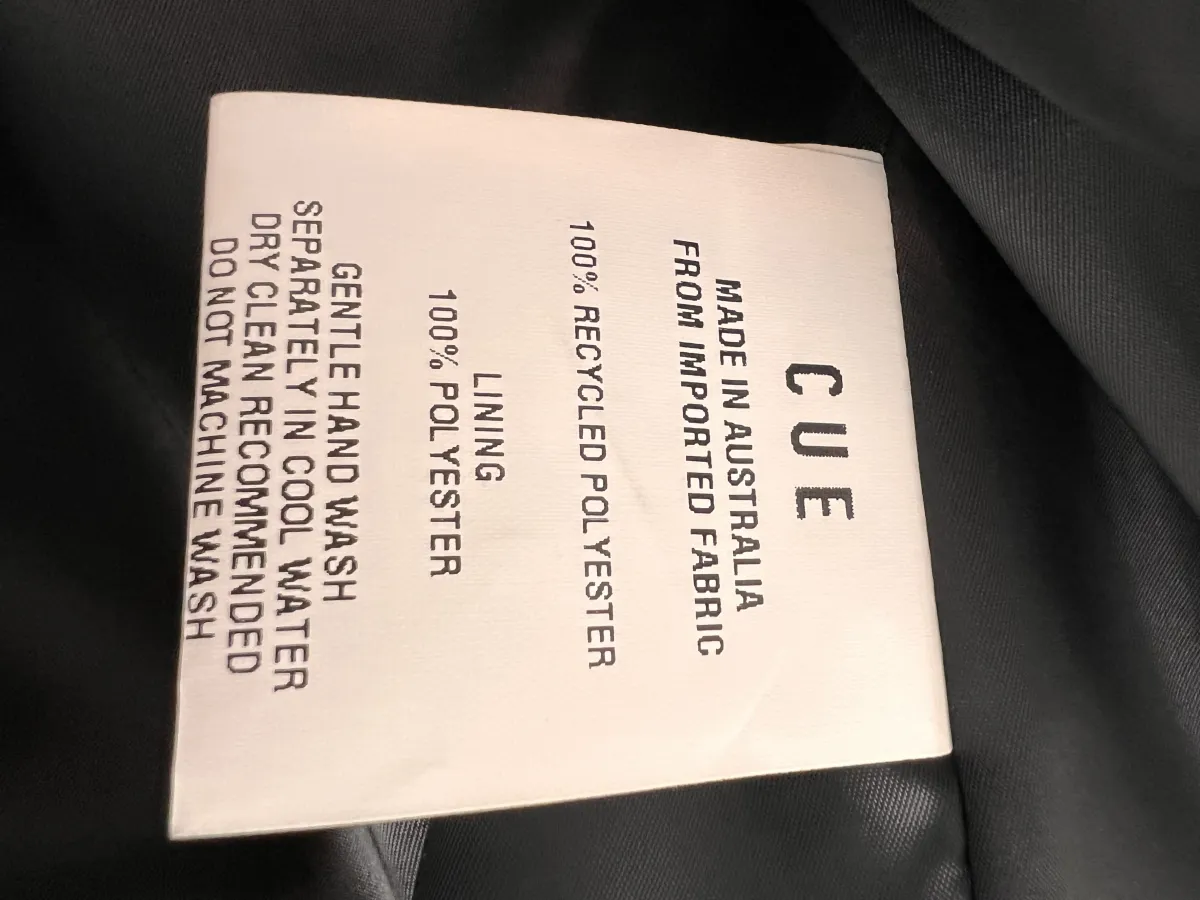 CUE
MADE IN AUSTRALIA
FROM IMPORTED FABRIC
100% RECYCLED POLYESTER
LINING
100% POLYESTER
GENTLE HAND WASH
SEPARATELY IN COOL WATER
DRY CLEAN RECOMMENDED
DO NOT MACHINE WASH